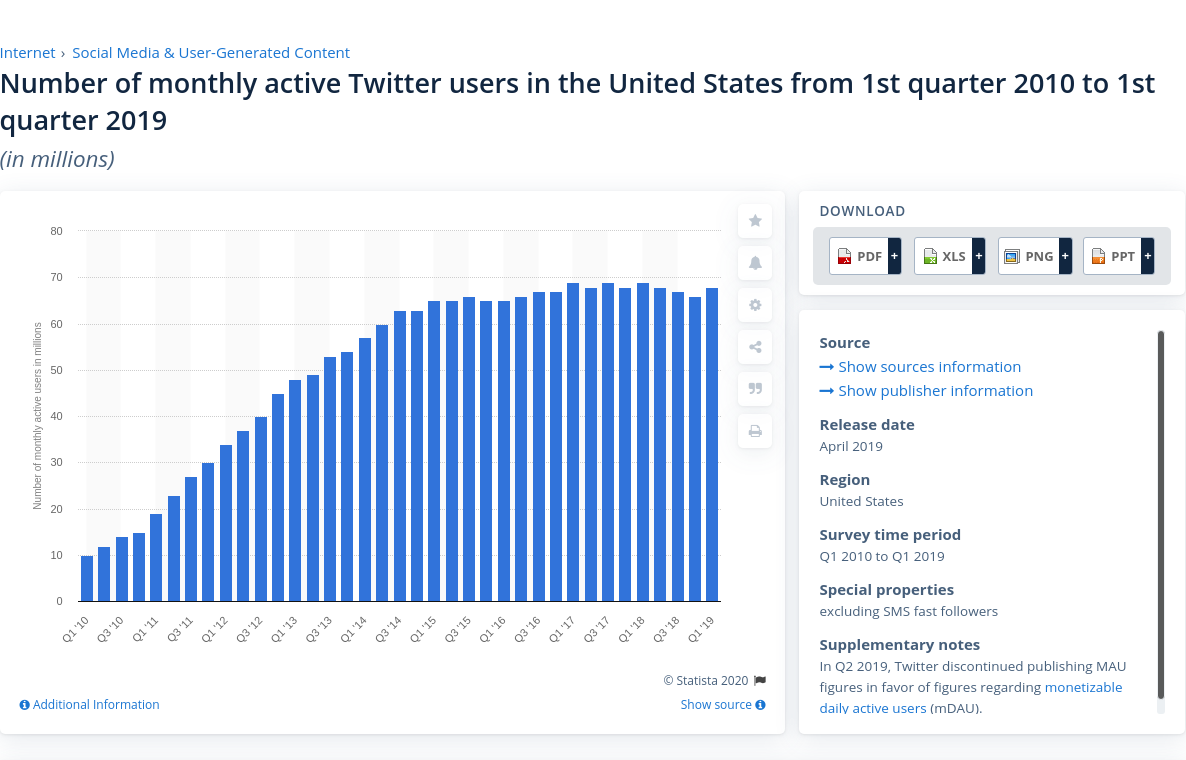 Internet › Social Media & User-Generated Content
Number of monthly active Twitter users in the United States from 1st quarter 2010 to 1st
quarter 2019
(in millions)
Number of monthly active users in millions
80
70
60
50
40
30
20
10
0
Q1 '10
Q3 '10
Q1 '11
Q3 '11
Q1 '12
Q3 '12
Q1 '13
Q3 '13
Q1 '14
Q3 '14
Q1 '15
Q3 '15
Q1 '16
Q3 '16
Q1 '17
Q3 '17
Q1 '18
Q3 '18
Q1 '19
© Statista 2020
Additional Information
Show source
DOWNLOAD
PDF +
XLS +
PNG +
PPT +
Source
Show sources information
Show publisher information
Release date
April 2019
Region
United States
Survey time period
Q1 2010 to Q1 2019
Special properties
excluding SMS fast followers
Supplementary notes
In Q2 2019, Twitter discontinued publishing MAU
figures in favor of figures regarding monetizable
daily active users (mDAU).